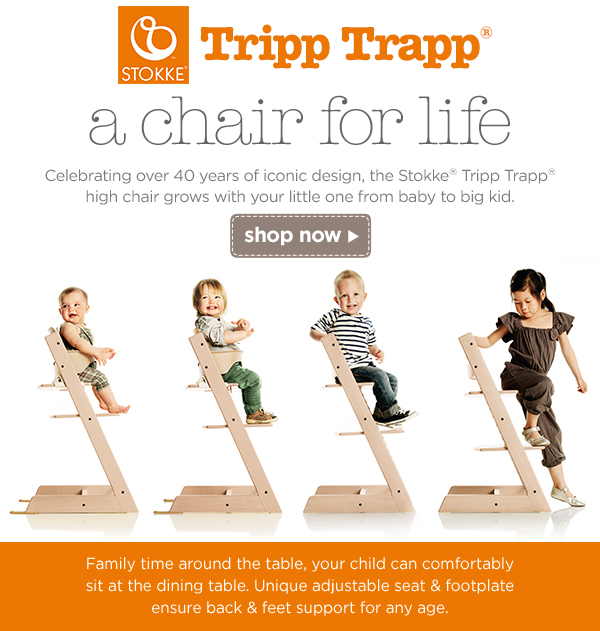 STOKKE® Tripp Trapp®
a chair for life
Celebrating over 40 years of iconic design, the Stokke® Tripp Trapp®
high chair grows with your little one from baby to big kid.
shop now
Family time around the table, your child can comfortably
sit at the dining table. Unique adjustable seat & footplate
ensure back & feet support for any age.